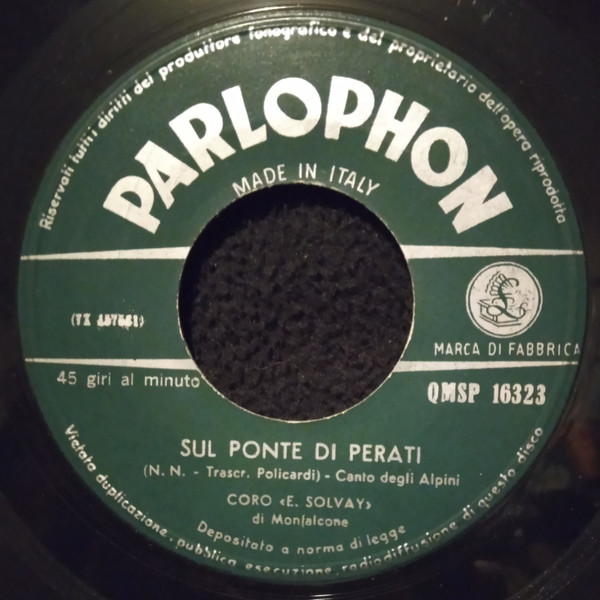 Riservati tutti i diritti del produttore fonografico e del proprietario dell'opera riprodotta
PARLOPHON
MADE IN ITALY
£
MARCA DI FABBRICA
45 giri al minuto
QMSP 16323
SUL PONTE DI PERATI
(N. N. - Trascr. Policardi) - Canto degli Alpini
CORO «E. SOLVAY»
di Monfalcone
Depositato a norma di legge
Vietata duplicazione, pubblica esecuzione, radiodiffusione di questo disco